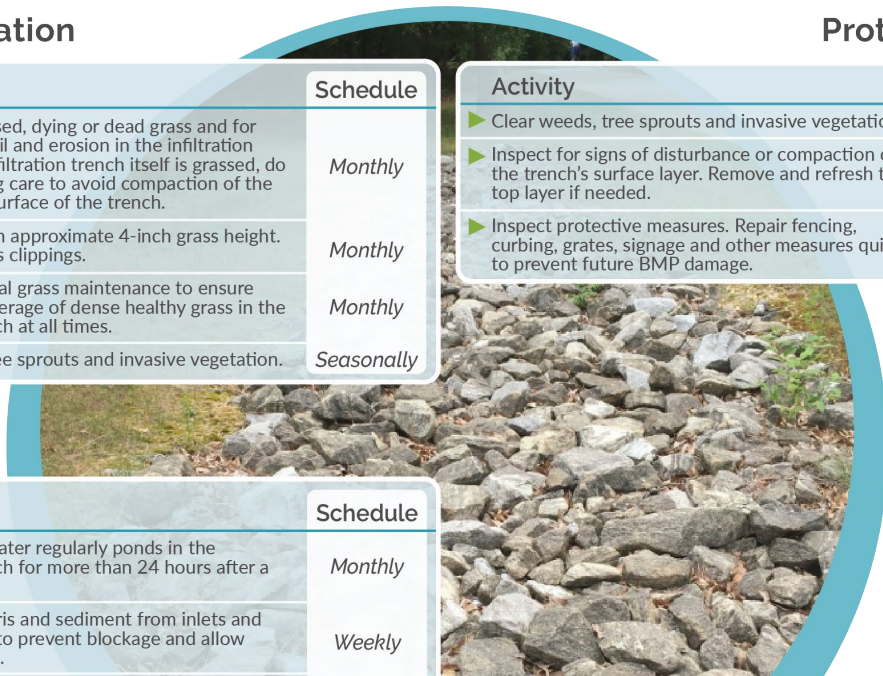 ation
Schedule
sed, dying or dead grass and for
il and erosion in the infiltration
filtration trench itself is grassed, do
g care to avoid compaction of the
urface of the trench.
Monthly
n approximate 4-inch grass height.
s clippings.
Monthly
al grass maintenance to ensure
erage of dense healthy grass in the
ch at all times.
Monthly
ee sprouts and invasive vegetation.
Seasonally
Schedule
ater regularly ponds in the
ch for more than 24 hours after a
Monthly
ris and sediment from inlets and
to prevent blockage and allow
.
Weekly
Prot
Activity
Clear weeds, tree sprouts and invasive vegetatio
Inspect for signs of disturbance or compaction o
the trench's surface layer. Remove and refresh t
top layer if needed.
Inspect protective measures. Repair fencing,
curbing, grates, signage and other measures qui
to prevent future BMP damage.